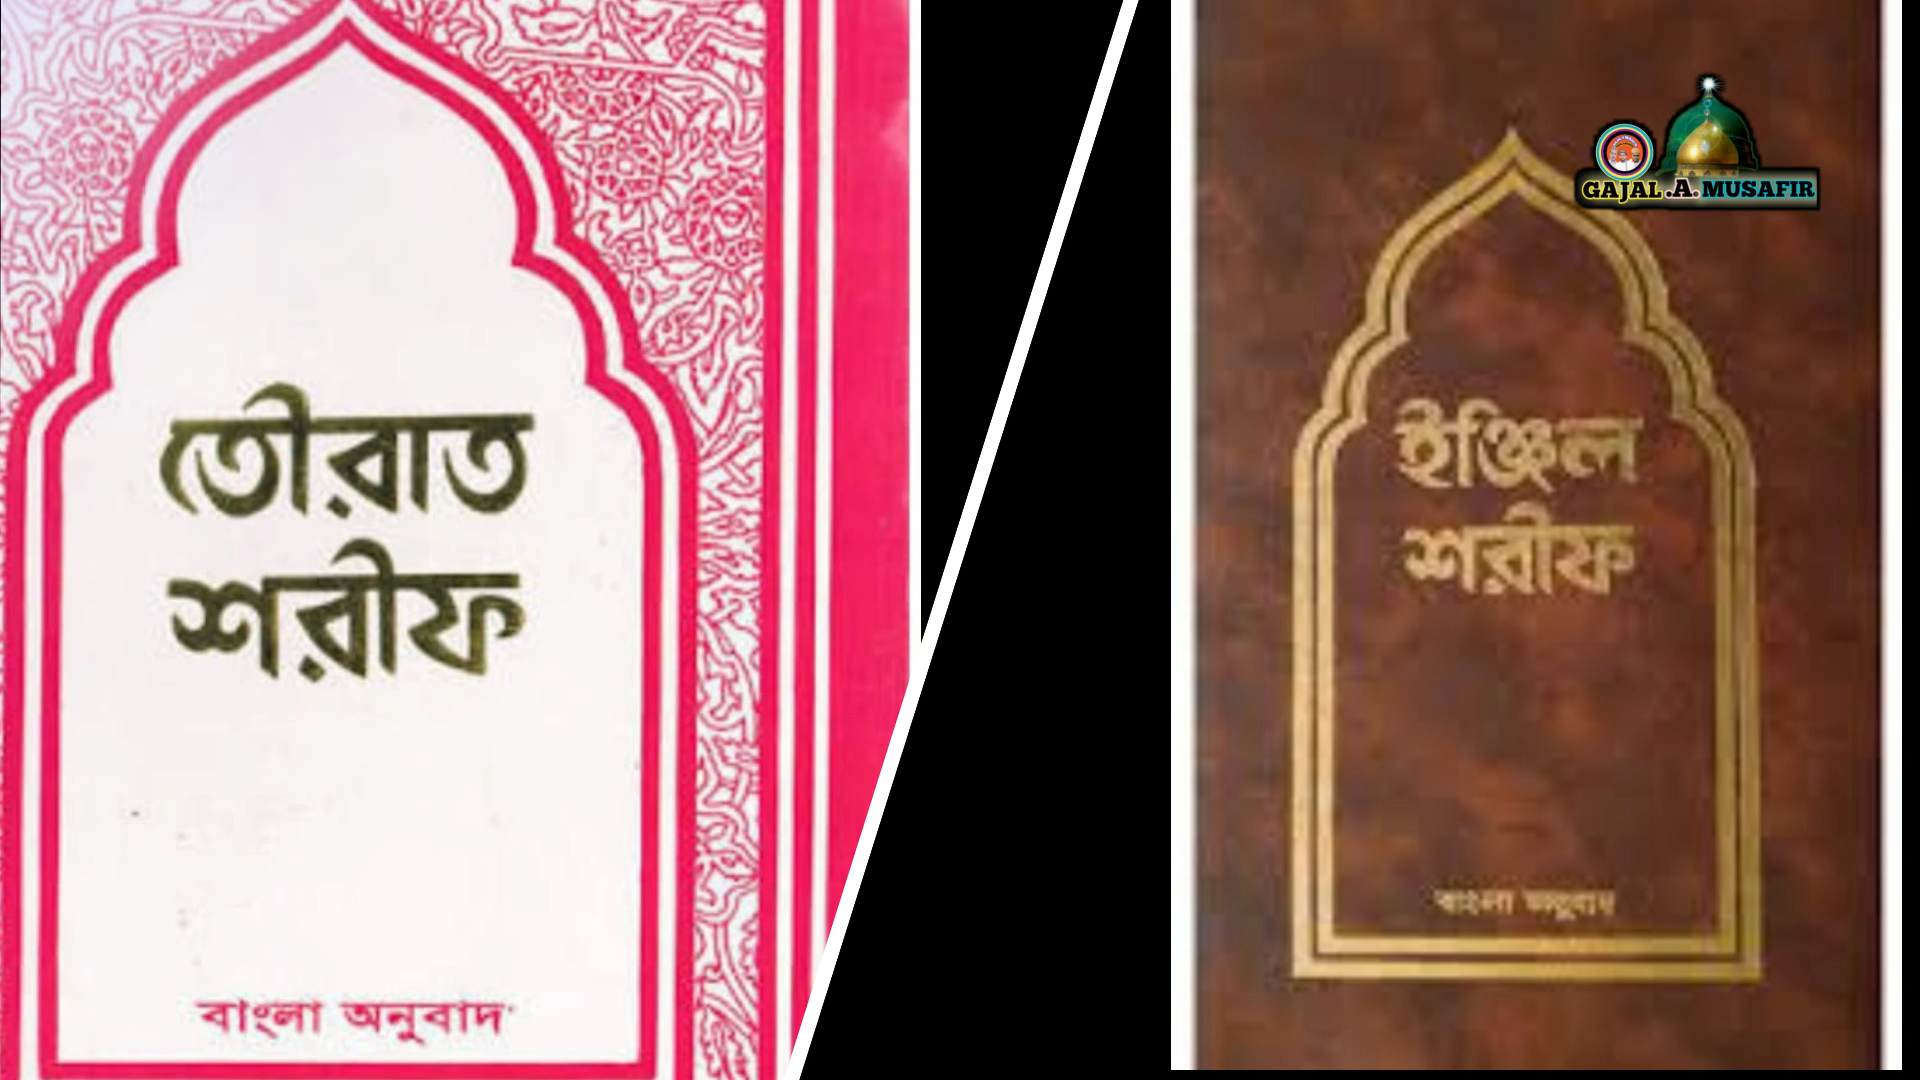 তৌরাত
শরীফ
বাংলা অনুবাদ
GAJAL .A. MUSAFIR
ইঞ্জিল
শরীফ
বাংলা অনুবাদ